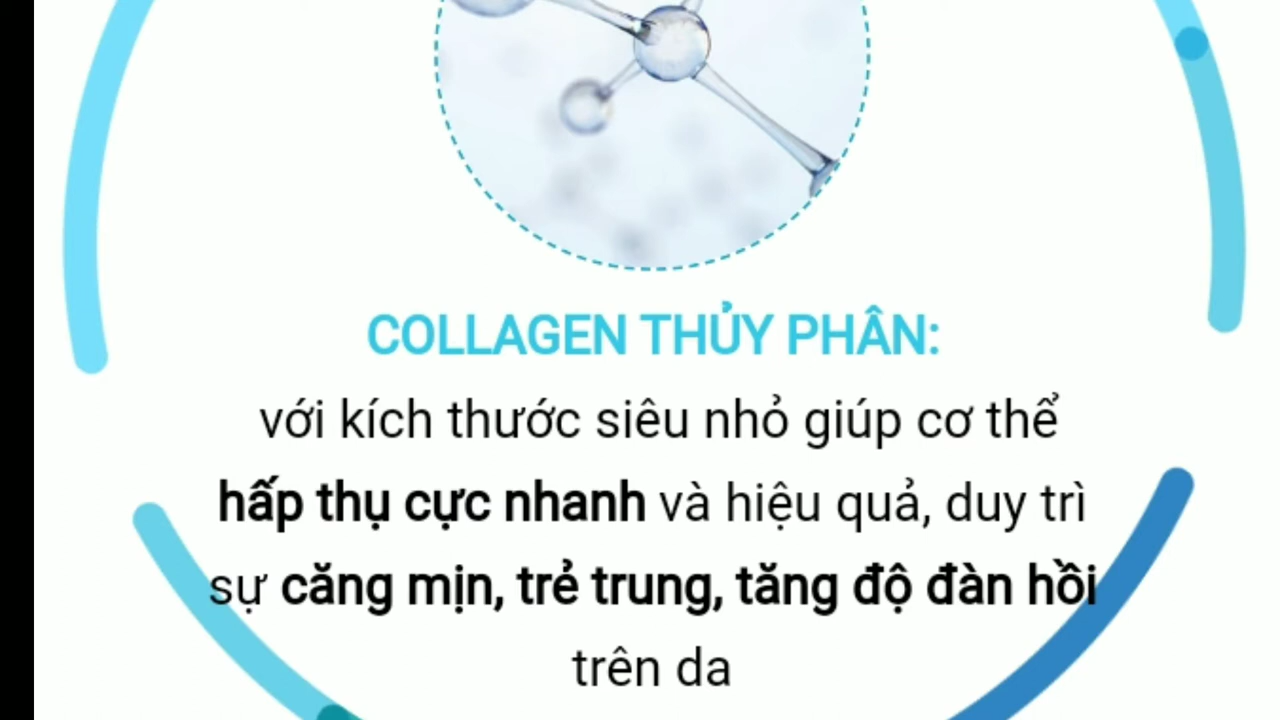 COLLAGEN THỦY PHÂN:
với kích thước siêu nhỏ giúp cơ thể
hấp thụ cực nhanh và hiệu quả, duy trì
sự căng mịn, trẻ trung, tăng độ đàn hồi
trên da